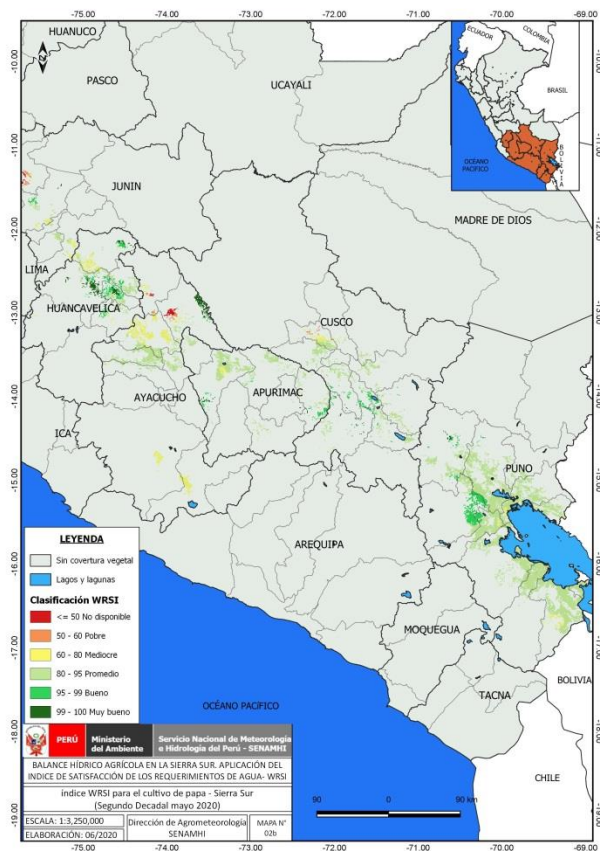 -75.00 -74.00 -73.00 -72.00 -71.00 -70.00 -69.00
HUANUCO
PASCO
UCAYALI
ECUADOR
COLOMBIA
BRASIL
BOLIVIA
OCÉANO
PACÍFICO
-10.00
-11.00
-12.00
-13.00
-14.00
-15.00
-16.00
-17.00
-18.00
-19.00
JUNIN
MADRE DE DIOS
LIMA
HUANCAVELICA
CUSCO
AYACUCHO
APURIMAC
ICA
PUNO
AREQUIPA
MOQUEGUA
TACNA
BOLIVIA
CHILE
OCÉANO PACÍFICO
LEYENDA
Sin covertura vegetal
Lagos y lagunas
Clasificación WRSI
<= 50 No disponible
50 - 60 Pobre
60 - 80 Mediocre
80 - 95 Promedio
95 - 99 Bueno
99 - 100 Muy bueno
PERÚ
Ministerio
del Ambiente
Servicio Nacional de Meteorología
e Hidrología del Perú - SENAMHI
BALANCE HÍDRICO AGRÍCOLA EN LA SIERRA SUR. APLICACIÓN DEL
INDICE DE SATISFACCIÓN DE LOS REQUERIMIENTOS DE AGUA- WRSI
índice WRSI para el cultivo de papa - Sierra Sur
(Segundo Decadal mayo 2020)
ESCALA: 1:3,250,000
ELABORACIÓN: 06/2020
Dirección de Agrometeorología
SENAMHI
MAPA N°
02b
90 0 90 km
-75.00 -74.00 -73.00 -72.00 -71.00 -70.00 -69.00